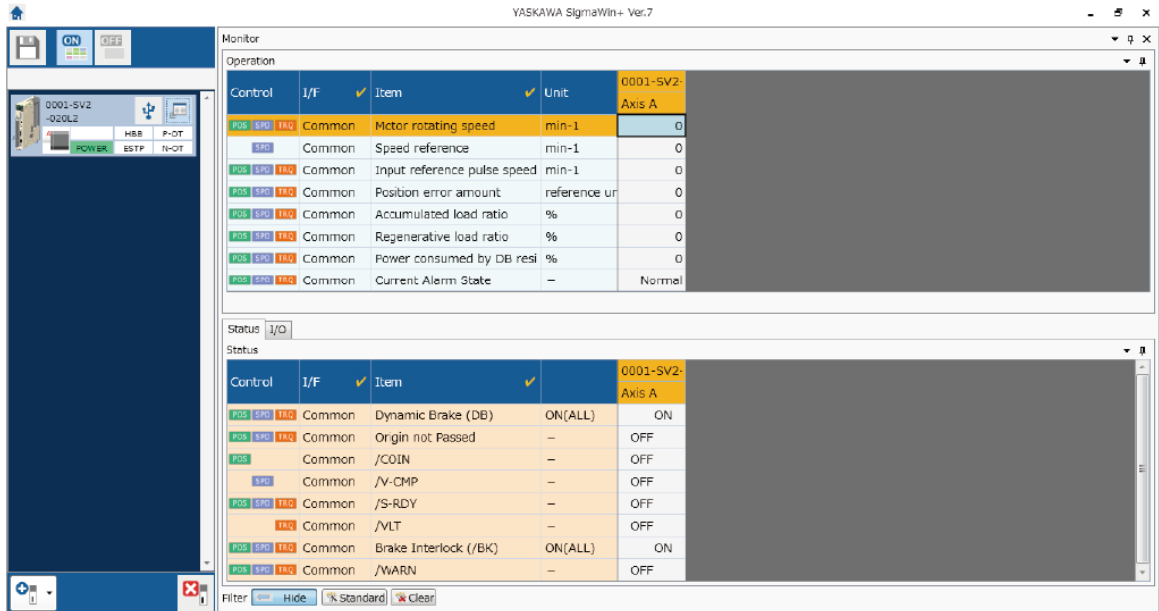 YASKAWA SigmaWin+ Ver.7
ON OFF
0001-SV2
-020L2
HBB P-OT
POWER ESTP N-OT
Monitor
Operation
Control I/F Item Unit 0001-SV2-
Axis A
POS SPD TRQ Common Motor rotating speed min-1 0
SPD Common Speed reference min-1 0
POS SPD TRQ Common Input reference pulse speed min-1 0
POS SPD TRQ Common Position error amount reference ur 0
POS SPD TRQ Common Accumulated load ratio % 0
POS SPD TRQ Common Regenerative load ratio % 0
POS SPD TRQ Common Power consumed by DB resi % 0
POS SPD TRQ Common Current Alarm State – Normal
Status I/O
Status
Control I/F Item 0001-SV2-
Axis A
POS SPD TRQ Common Dynamic Brake (DB) ON(ALL) ON
POS SPD TRQ Common Origin not Passed – OFF
POS Common /COIN – OFF
SPD Common /V-CMP – OFF
POS SPD TRQ Common /S-RDY – OFF
TRQ Common /VLT – OFF
POS SPD TRQ Common Brake Interlock (/BK) ON(ALL) ON
POS SPD TRQ Common /WARN – OFF
Filter Hide Standard Clear